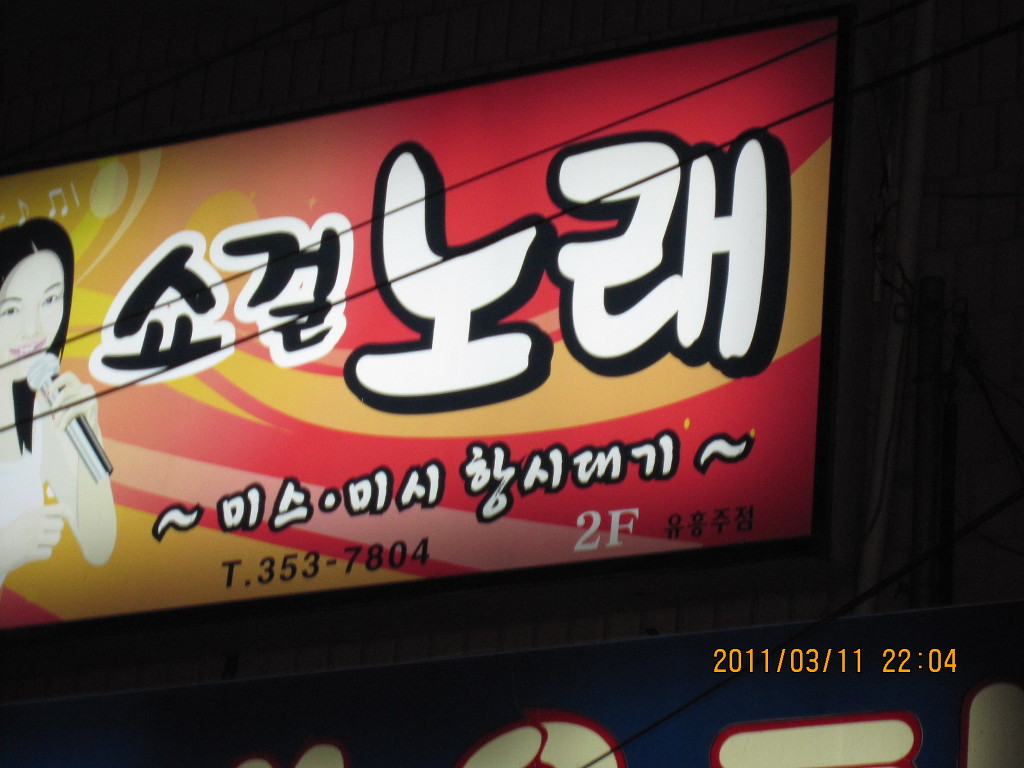 쇼걸 노래
~ 미스•미시 항시대기 ~
2F 유흥주점
T.353-7804
2011/03/11 22:04